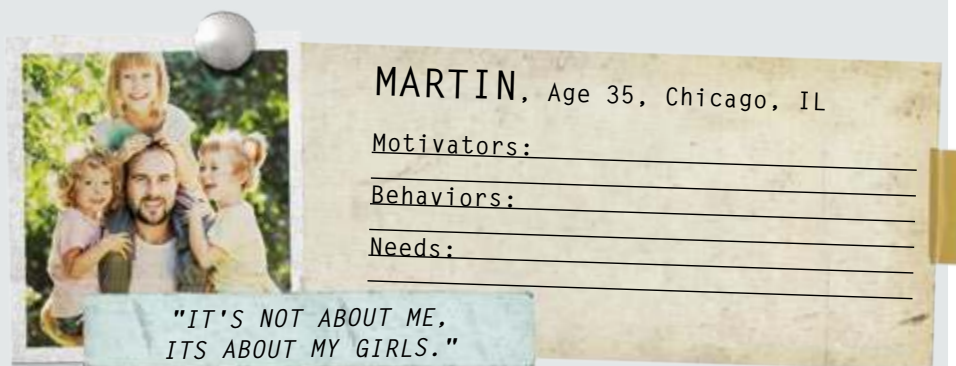 MARTIN, Age 35, Chicago, IL
Motivators:
Behaviors:
Needs:
"IT'S NOT ABOUT ME,
ITS ABOUT MY GIRLS."